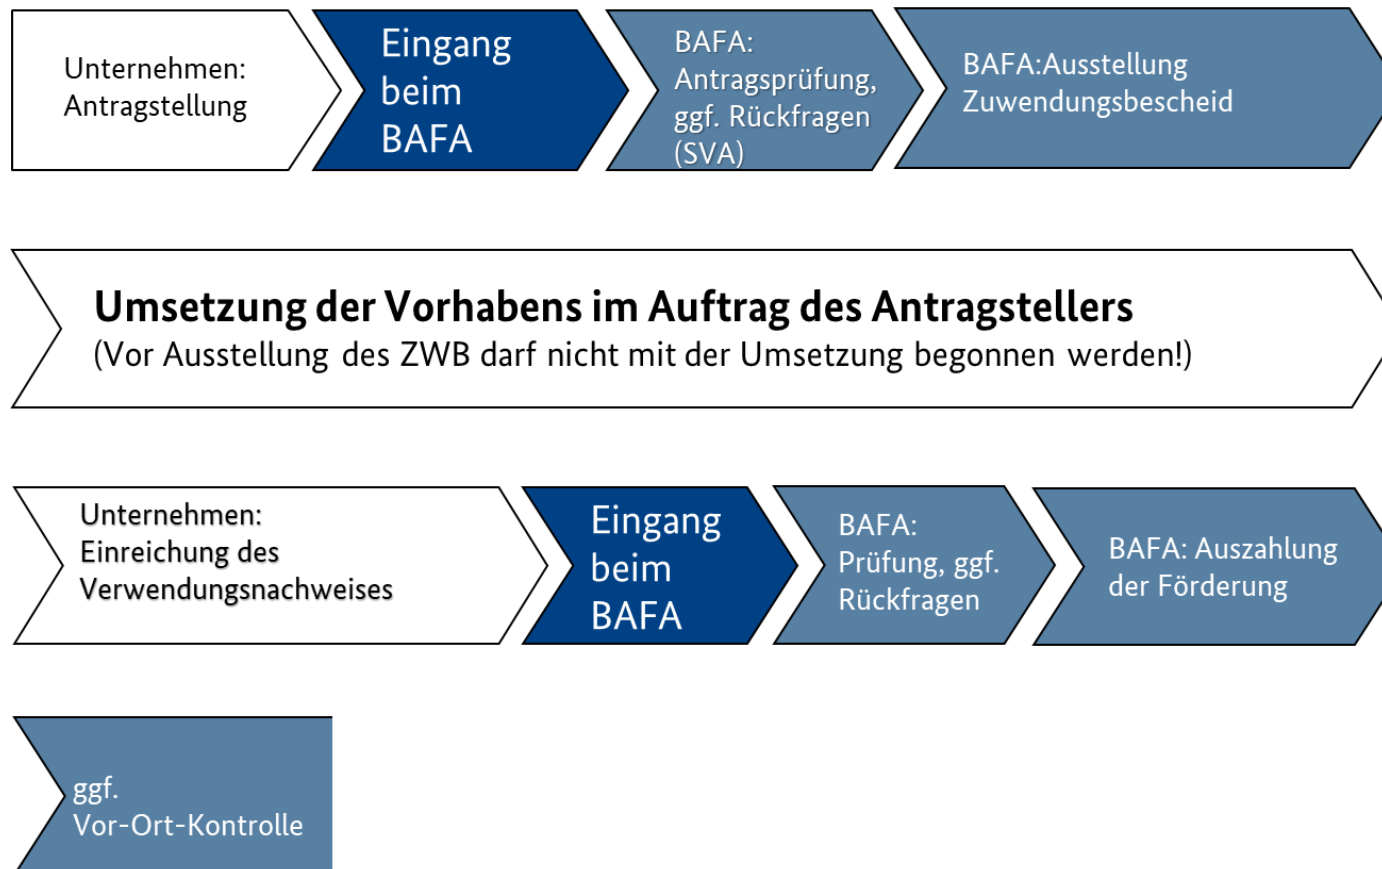 Unternehmen:
Antragstellung
Eingang
beim
BAFA
BAFA:
Antragsprüfung,
ggf. Rückfragen
(SVA)
BAFA:Ausstellung
Zuwendungsbescheid
Umsetzung der Vorhabens im Auftrag des Antragstellers
(Vor Ausstellung des ZWB darf nicht mit der Umsetzung begonnen werden!)
Unternehmen:
Einreichung des
Verwendungsnachweises
Eingang
beim
BAFA
BAFA:
Prüfung, ggf.
Rückfragen
BAFA: Auszahlung
der Förderung
ggf.
Vor-Ort-Kontrolle